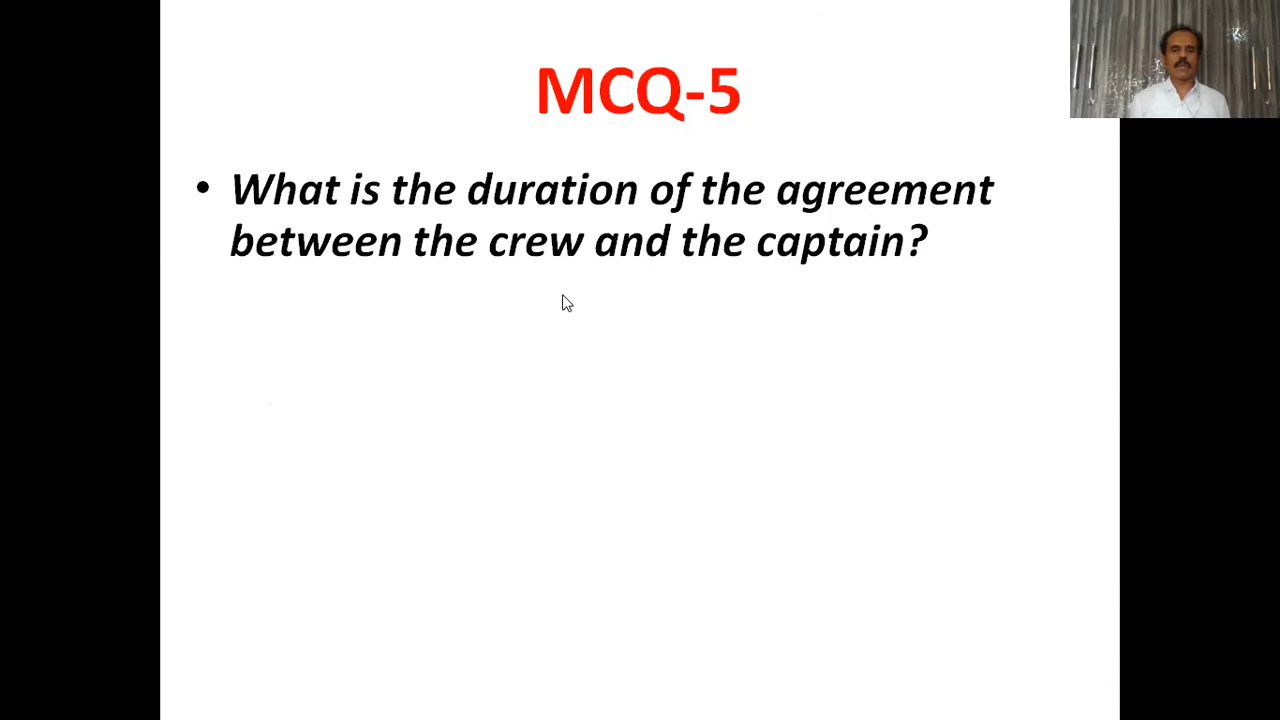 MCQ-5
• What is the duration of the agreement
between the crew and the captain?